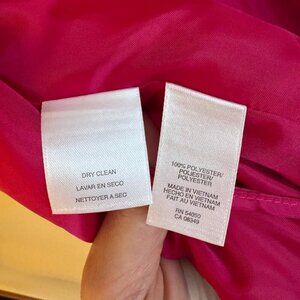 DRY CLEAN
LAVAR EN SECO
NETTOYER A SEC
100% POLYESTER/
POLIESTER/
POLYESTER
MADE IN VIETNAM
HECHO EN VIETNAM
FAIT AU VIETNAM
RN 54050
CA 08349